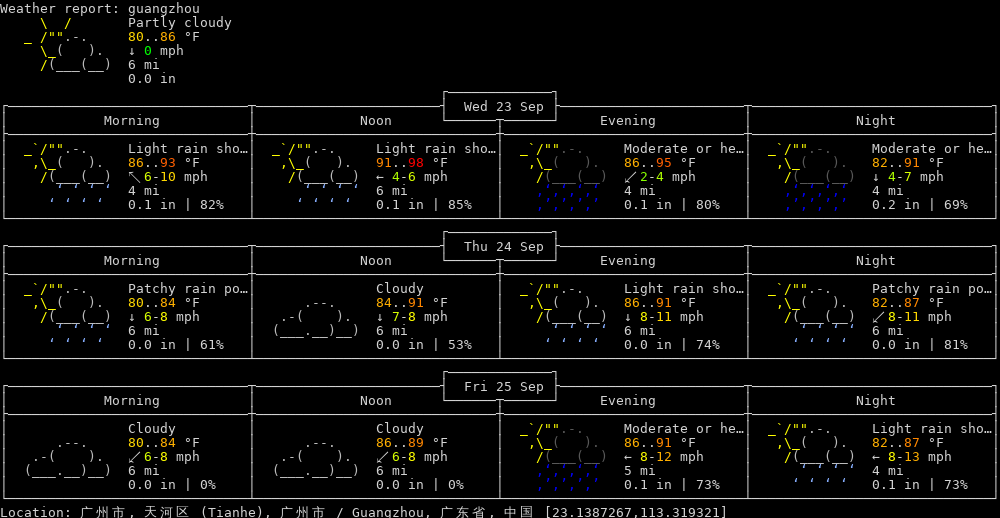 Weather report: guangzhou
Partly cloudy
80..86 °F
↓ 0 mph
6 mi
0.0 in
Wed 23 Sep
Morning Noon Evening Night
Light rain sho… Light rain sho… Moderate or he… Moderate or he…
86..93 °F 91..98 °F 86..95 °F 82..91 °F
↖ 6-10 mph ← 4-6 mph ↙ 2-4 mph ↓ 4-7 mph
4 mi 6 mi 4 mi 4 mi
0.1 in | 82% 0.1 in | 85% 0.1 in | 80% 0.2 in | 69%
Thu 24 Sep
Morning Noon Evening Night
Patchy rain po… Cloudy Light rain sho… Patchy rain po…
80..84 °F 84..91 °F 86..91 °F 82..87 °F
↓ 6-8 mph ↓ 7-8 mph ↓ 8-11 mph ↙ 8-11 mph
6 mi 6 mi 6 mi 6 mi
0.0 in | 61% 0.0 in | 53% 0.0 in | 74% 0.0 in | 81%
Fri 25 Sep
Morning Noon Evening Night
Cloudy Cloudy Moderate or he… Light rain sho…
80..84 °F 86..89 °F 86..91 °F 82..87 °F
↙ 6-8 mph ↙ 6-8 mph ← 8-12 mph ← 8-13 mph
6 mi 6 mi 5 mi 4 mi
0.0 in | 0% 0.0 in | 0% 0.1 in | 73% 0.1 in | 73%
Location: 广州市, 天河区 (Tianhe), 广州市 / Guangzhou, 广东省, 中国 [23.1387267,113.319321]